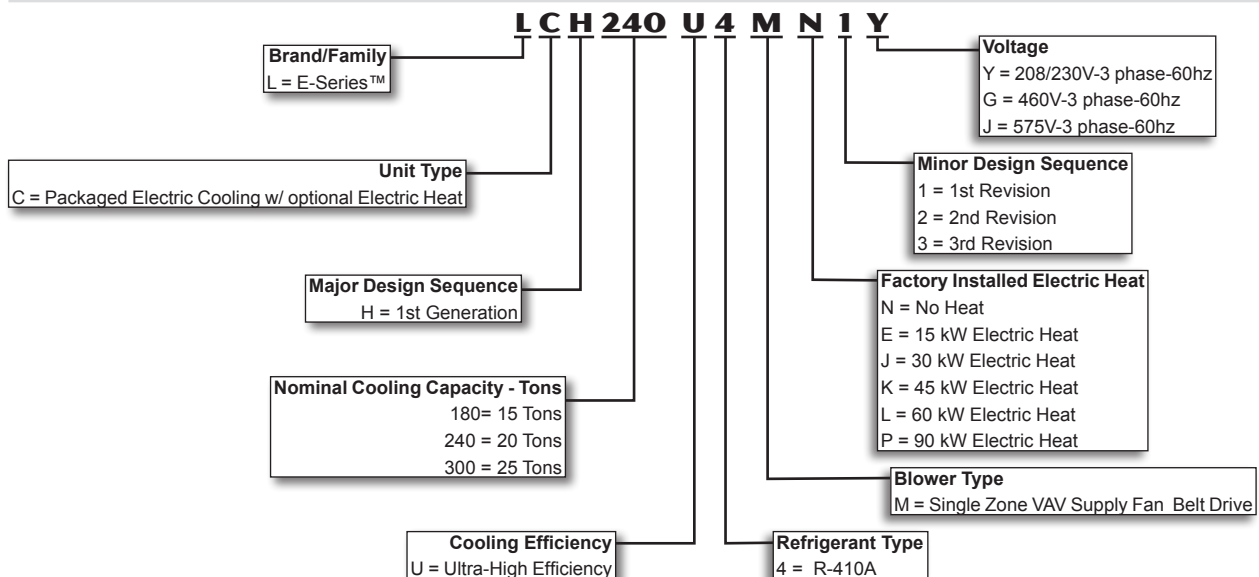 L C H 240 U 4 M N 1 Y
Brand/Family
L = E-Series™
Unit Type
C = Packaged Electric Cooling w/ optional Electric Heat
Major Design Sequence
H = 1st Generation
Nominal Cooling Capacity - Tons
180= 15 Tons
240 = 20 Tons
300 = 25 Tons
Cooling Efficiency
U = Ultra-High Efficiency
Voltage
Y = 208/230V-3 phase-60hz
G = 460V-3 phase-60hz
J = 575V-3 phase-60hz
Minor Design Sequence
1 = 1st Revision
2 = 2nd Revision
3 = 3rd Revision
Factory Installed Electric Heat
N = No Heat
E = 15 kW Electric Heat
J = 30 kW Electric Heat
K = 45 kW Electric Heat
L = 60 kW Electric Heat
P = 90 kW Electric Heat
Blower Type
M = Single Zone VAV Supply Fan Belt Drive
Refrigerant Type
4 = R-410A